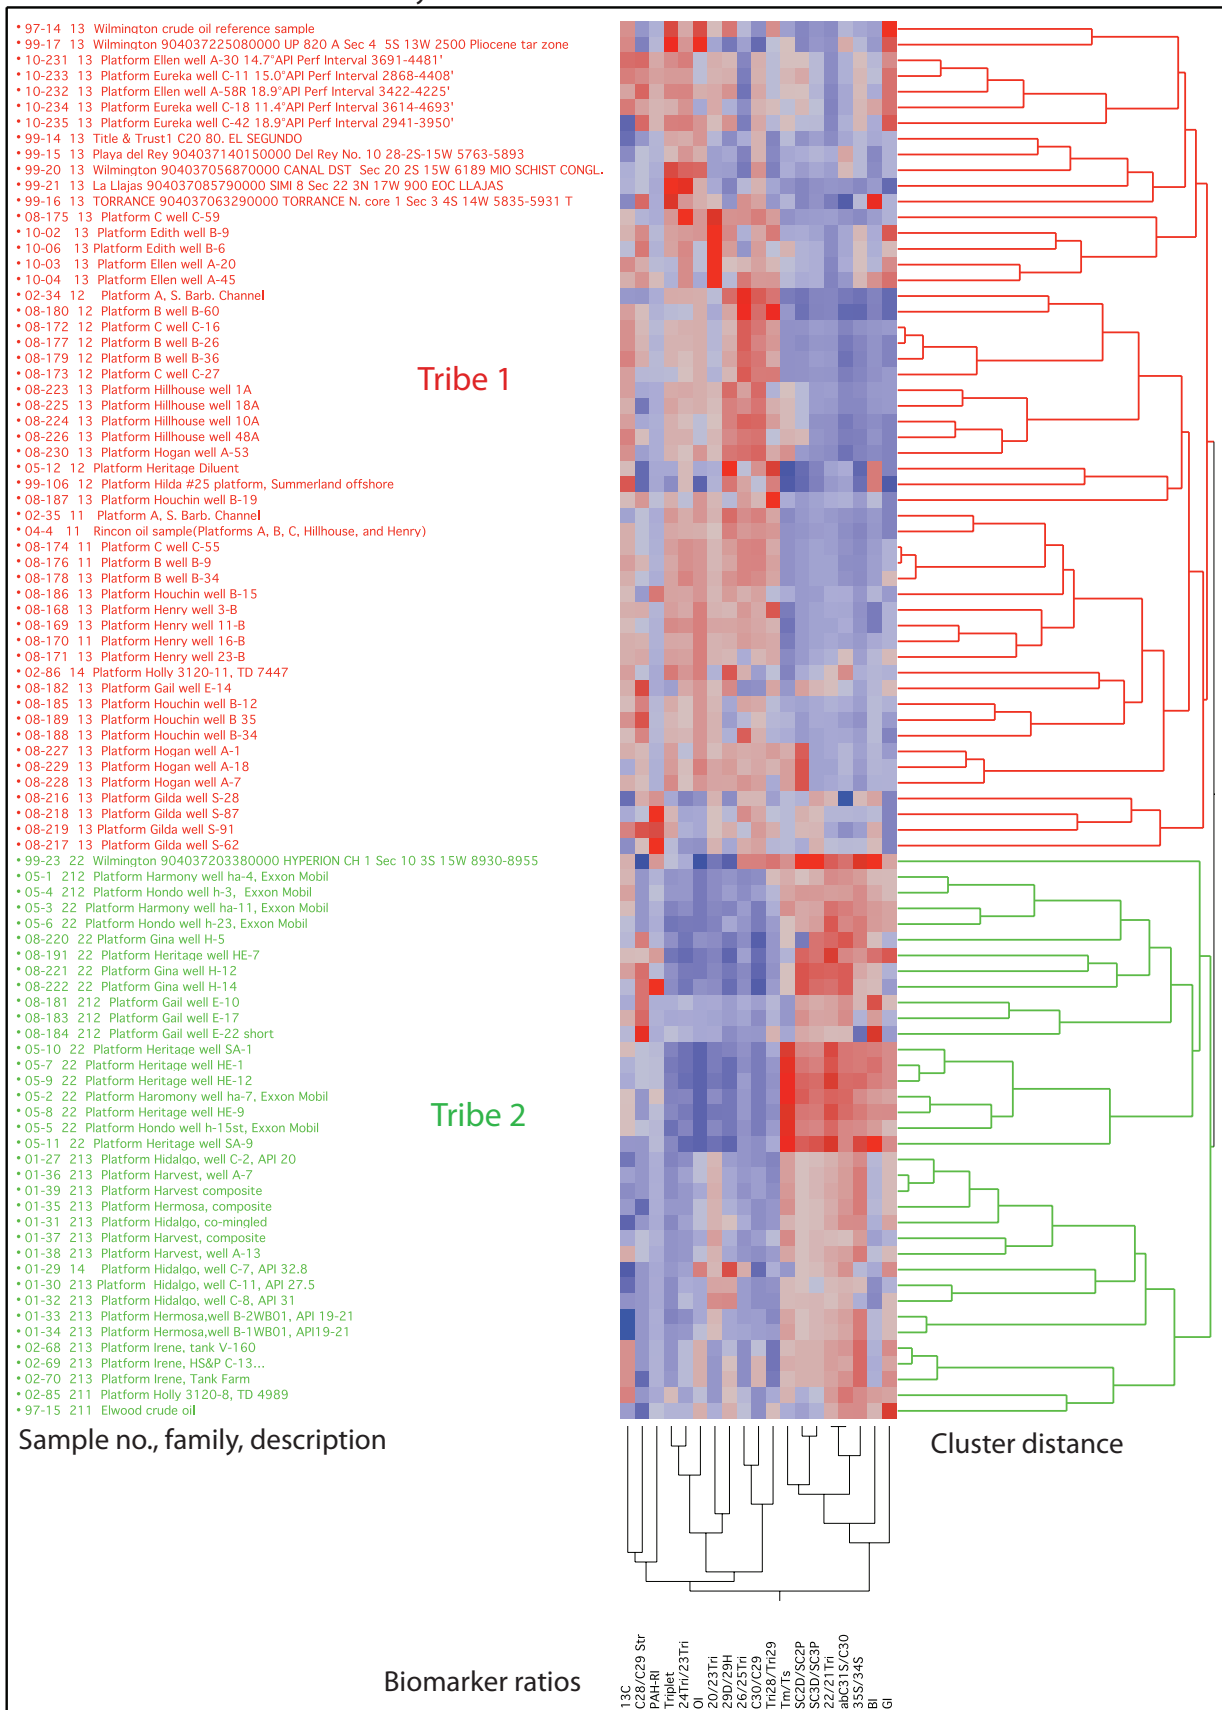 • 97-14 13 Wilmington crude oil reference sample
• 99-17 13 Wilmington 904037225080000 UP 820 A Sec 4 5S 13W 2500 Pliocene tar zone
• 10-231 13 Platform Ellen well A-30 14.7°API Perf Interval 3691-4481'
• 10-233 13 Platform Eureka well C-11 15.0°API Perf Interval 2868-4408'
• 10-232 13 Platform Ellen well A-58R 18.9°API Perf Interval 3422-4225'
• 10-234 13 Platform Eureka well C-18 11.4°API Perf Interval 3614-4693'
• 10-235 13 Platform Eureka well C-42 18.9°API Perf Interval 2941-3950'
• 99-14 13 Title & Trust1 C20 80. EL SEGUNDO
• 99-15 13 Playa del Rey 904037140150000 Del Rey No. 10 28-2S-15W 5763-5893
• 99-20 13 Wilmington 904037056870000 CANAL DST Sec 20 2S 15W 6189 MIO SCHIST CONGL.
• 99-21 13 La Llajas 904037085790000 SIMI 8 Sec 22 3N 17W 900 EOC LLAJAS
• 99-16 13 TORRANCE 904037063290000 TORRANCE N. core 1 Sec 3 4S 14W 5835-5931 T
• 08-175 13 Platform C well C-59
• 10-02 13 Platform Edith well B-9
• 10-06 13 Platform Edith well B-6
• 10-03 13 Platform Ellen well A-20
• 10-04 13 Platform Ellen well A-45
• 02-34 12 Platform A, S. Barb. Channel
• 08-180 12 Platform B well B-60
• 08-172 12 Platform C well C-16
• 08-177 12 Platform B well B-26
• 08-179 12 Platform B well B-36
• 08-173 12 Platform C well C-27
Tribe 1
• 08-223 13 Platform Hillhouse well 1A
• 08-225 13 Platform Hillhouse well 18A
• 08-224 13 Platform Hillhouse well 10A
• 08-226 13 Platform Hillhouse well 48A
• 08-230 13 Platform Hogan well A-53
• 05-12 12 Platform Heritage Diluent
• 99-106 12 Platform Hilda #25 platform, Summerland offshore
• 08-187 13 Platform Houchin well B-19
• 02-35 11 Platform A, S. Barb. Channel
• 04-4 11 Rincon oil sample(Platforms A, B, C, Hillhouse, and Henry)
• 08-174 11 Platform C well C-55
• 08-176 11 Platform B well B-9
• 08-178 13 Platform B well B-34
• 08-186 13 Platform Houchin well B-15
• 08-168 13 Platform Henry well 3-B
• 08-169 13 Platform Henry well 11-B
• 08-170 11 Platform Henry well 16-B
• 08-171 13 Platform Henry well 23-B
• 02-86 14 Platform Holly 3120-11, TD 7447
• 08-182 13 Platform Gail well E-14
• 08-185 13 Platform Houchin well B-12
• 08-189 13 Platform Houchin well B 35
• 08-188 13 Platform Houchin well B-34
• 08-227 13 Platform Hogan well A-1
• 08-229 13 Platform Hogan well A-18
• 08-228 13 Platform Hogan well A-7
• 08-216 13 Platform Gilda well S-28
• 08-218 13 Platform Gilda well S-87
• 08-219 13 Platform Gilda well S-91
• 08-217 13 Platform Gilda well S-62
• 99-23 22 Wilmington 904037203380000 HYPERION CH 1 Sec 10 3S 15W 8930-8955
• 05-1 212 Platform Harmony well ha-4, Exxon Mobil
• 05-4 212 Platform Hondo well h-3, Exxon Mobil
• 05-3 22 Platform Harmony well ha-11, Exxon Mobil
• 05-6 22 Platform Hondo well h-23, Exxon Mobil
• 08-220 22 Platform Gina well H-5
• 08-191 22 Platform Heritage well HE-7
• 08-221 22 Platform Gina well H-12
• 08-222 22 Platform Gina well H-14
• 08-181 212 Platform Gail well E-10
• 08-183 212 Platform Gail well E-17
• 08-184 212 Platform Gail well E-22 short
• 05-10 22 Platform Heritage well SA-1
• 05-7 22 Platform Heritage well HE-1
• 05-9 22 Platform Heritage well HE-12
• 05-2 22 Platform Haromony well ha-7, Exxon Mobil
• 05-8 22 Platform Heritage well HE-9
Tribe 2
• 05-5 22 Platform Hondo well h-15st, Exxon Mobil
• 05-11 22 Platform Heritage well SA-9
• 01-27 213 Platform Hidalgo, well C-2, API 20
• 01-36 213 Platform Harvest, well A-7
• 01-39 213 Platform Harvest composite
• 01-35 213 Platform Hermosa, composite
• 01-31 213 Platform Hidalgo, co-mingled
• 01-37 213 Platform Harvest, composite
• 01-38 213 Platform Harvest, well A-13
• 01-29 14 Platform Hidalgo, well C-7, API 32.8
• 01-30 213 Platform Hidalgo, well C-11, API 27.5
• 01-32 213 Platform Hidalgo, well C-8, API 31
• 01-33 213 Platform Hermosa,well B-2WB01, API 19-21
• 01-34 213 Platform Hermosa,well B-1WB01, API19-21
• 02-68 213 Platform Irene, tank V-160
• 02-69 213 Platform Irene, HS&P C-13...
• 02-70 213 Platform Irene, Tank Farm
• 02-85 211 Platform Holly 3120-8, TD 4989
• 97-15 211 Elwood crude oil
Sample no., family, description
Cluster distance
Biomarker ratios
13C
C28/C29 Str
PAH-RI
Triplet
24Tri/23Tri
OI
20/23Tri
29D/29H
26/25Tri
C30/C29
Tri28/Tri29
Tm/Ts
SC2D/SC2P
SC3D/SC3P
22/21Tri
abC31S/C30
35S/34S
BI
GI